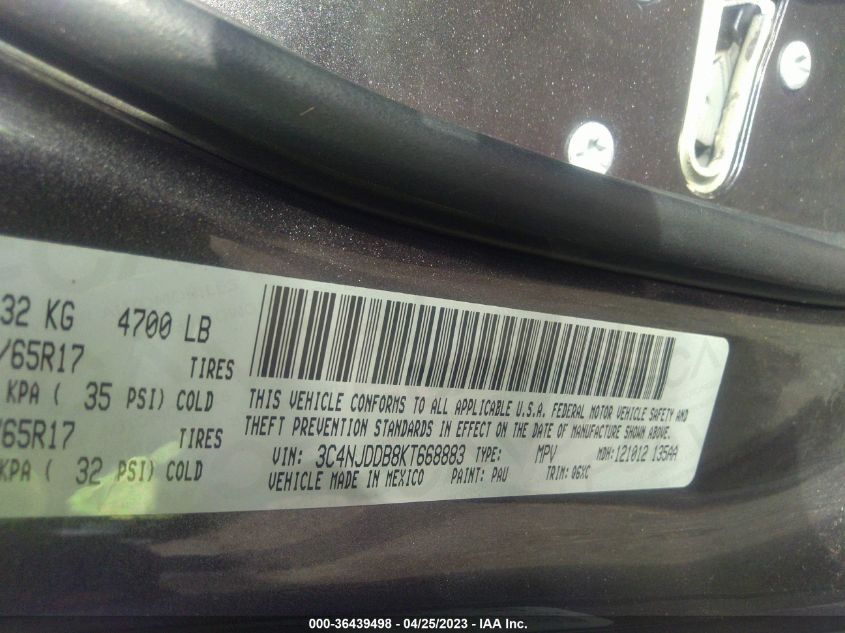 32 KG 4700 LB
/65R17 TIRES
KPA ( 35 PSI) COLD
/65R17 TIRES
KPA ( 32 PSI) COLD
THIS VEHICLE CONFORMS TO ALL APPLICABLE U.S.A. FEDERAL MOTOR VEHICLE SAFETY AND
THEFT PREVENTION STANDARDS IN EFFECT ON THE DATE OF MANUFACTURE SHOWN ABOVE.
VIN: 3C4NJDDB8KT668883 TYPE: MPV MDH: 121012 135AA
VEHICLE MADE IN MEXICO PAINT: PAU TRIM: 06XC
000-36439498 - 04/25/2023 - IAA Inc.